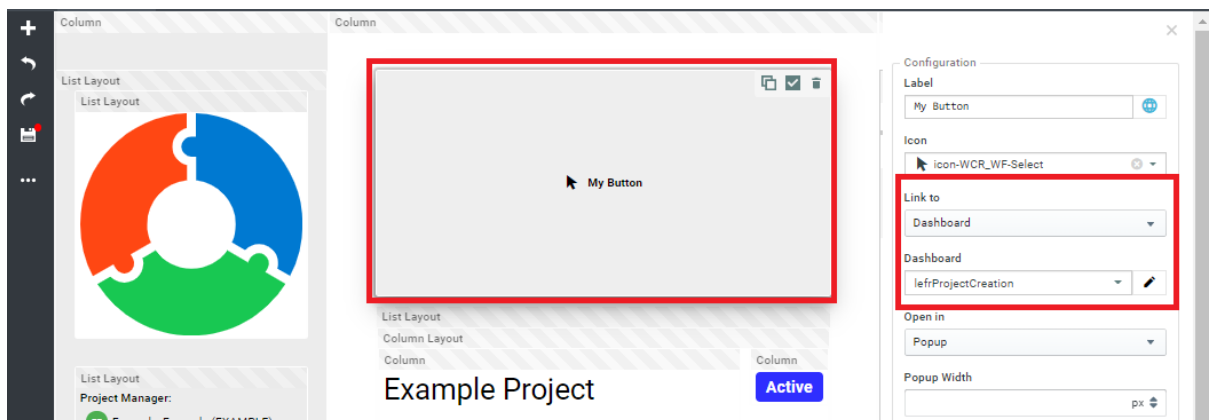 Column
List Layout
List Layout
List Layout
Project Manager:
Column
My Button
List Layout
Column Layout
Column
Column
Example Project
Active
Configuration
Label
My Button
Icon
icon-WCR_WF-Select
Link to
Dashboard
Dashboard
lefrProjectCreation
Open in
Popup
Popup Width
px